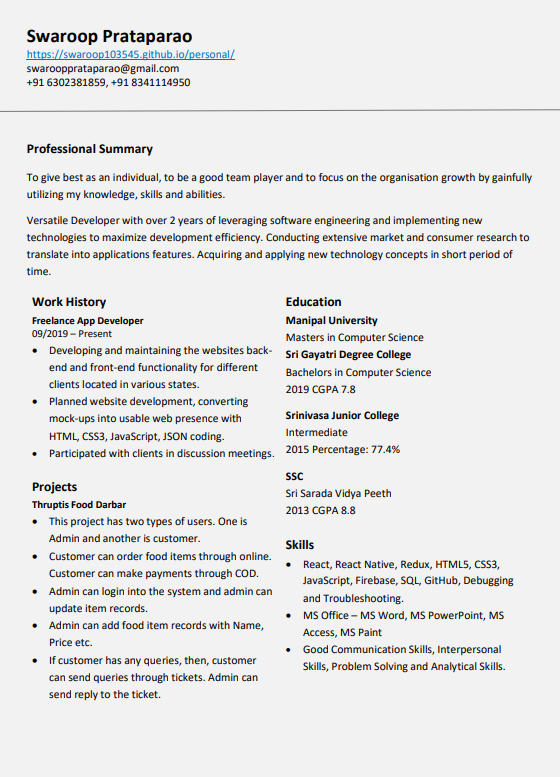 Swaroop Prataparao
https://swaroop103545.github.io/personal/
swaroopprataparao@gmail.com
+91 6302381859, +91 8341114950
Professional Summary
To give best as an individual, to be a good team player and to focus on the organisation growth by gainfully
utilizing my knowledge, skills and abilities.
Versatile Developer with over 2 years of leveraging software engineering and implementing new
technologies to maximize development efficiency. Conducting extensive market and consumer research to
translate into applications features. Acquiring and applying new technology concepts in short period of
time.
Work History
Freelance App Developer
09/2019 – Present
• Developing and maintaining the websites back-
end and front-end functionality for different
clients located in various states.
• Planned website development, converting
mock-ups into usable web presence with
HTML, CSS3, JavaScript, JSON coding.
• Participated with clients in discussion meetings.
Projects
Thruptis Food Darbar
• This project has two types of users. One is
Admin and another is customer.
• Customer can order food items through online.
Customer can make payments through COD.
• Admin can login into the system and admin can
update item records.
• Admin can add food item records with Name,
Price etc.
• If customer has any queries, then, customer
can send queries through tickets. Admin can
send reply to the ticket.
Education
Manipal University
Masters in Computer Science
Sri Gayatri Degree College
Bachelors in Computer Science
2019 CGPA 7.8
Srinivasa Junior College
Intermediate
2015 Percentage: 77.4%
SSC
Sri Sarada Vidya Peeth
2013 CGPA 8.8
Skills
• React, React Native, Redux, HTML5, CSS3,
JavaScript, Firebase, SQL, GitHub, Debugging
and Troubleshooting.
• MS Office – MS Word, MS PowerPoint, MS
Access, MS Paint
• Good Communication Skills, Interpersonal
Skills, Problem Solving and Analytical Skills.